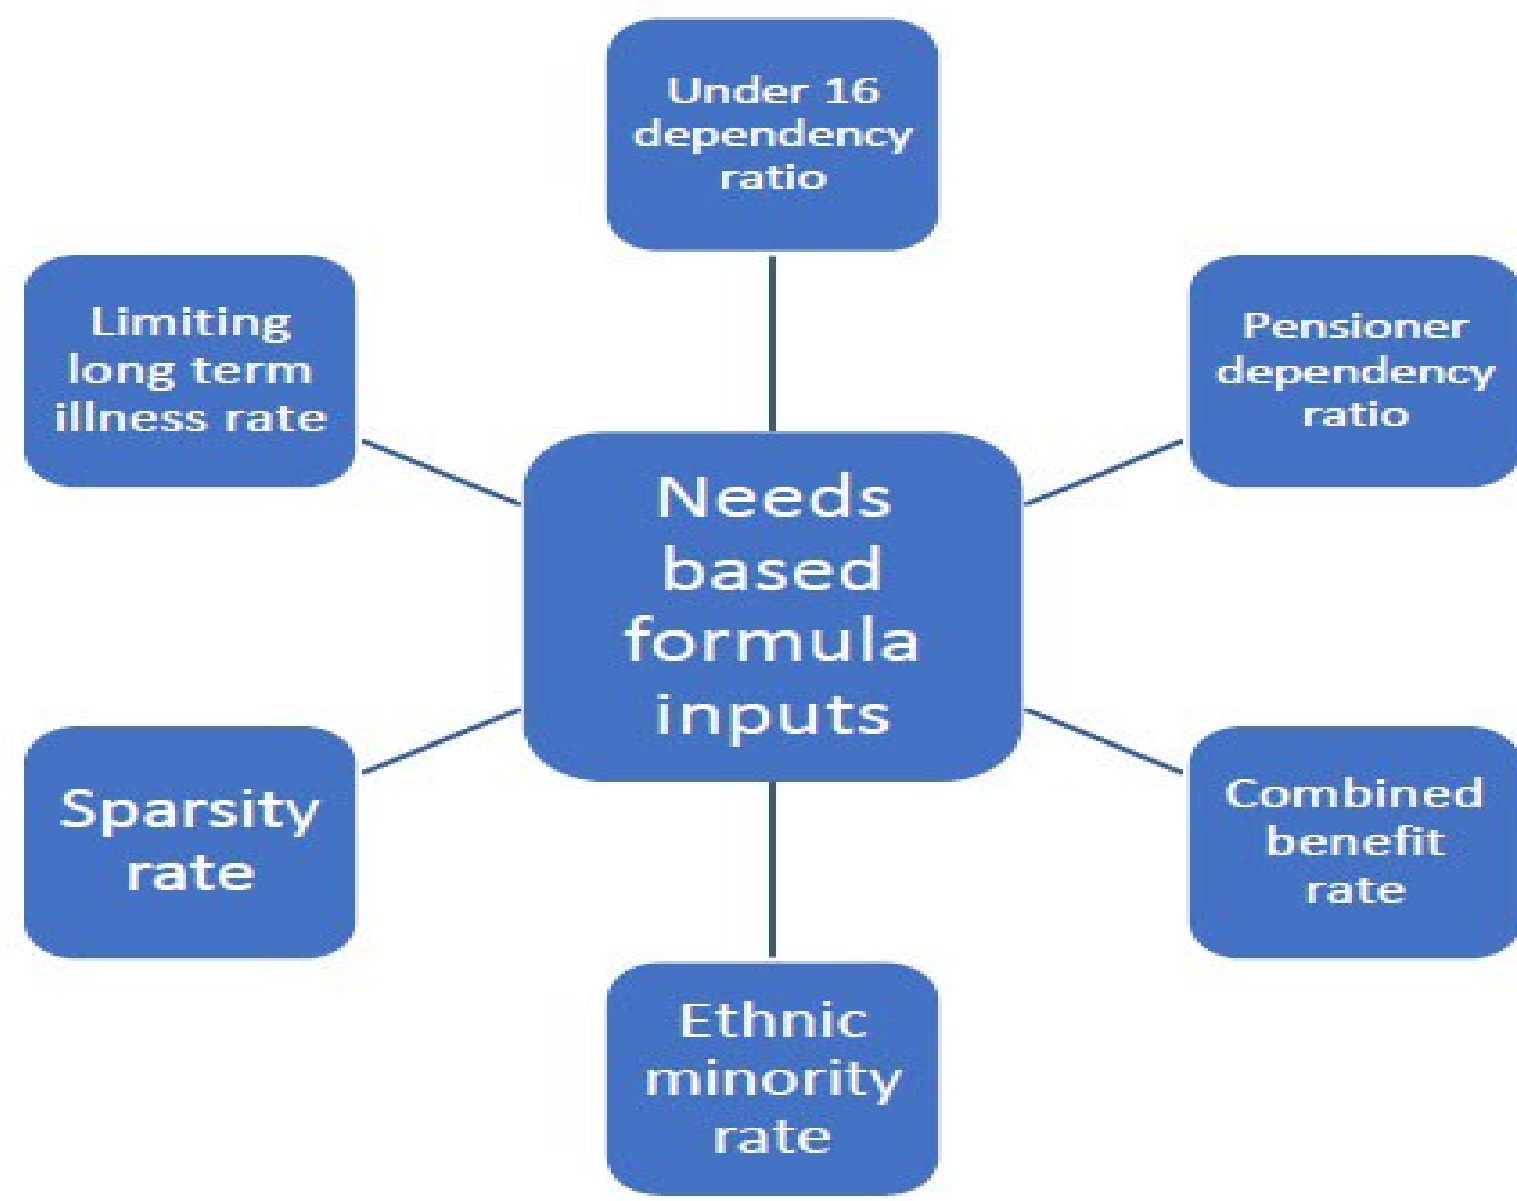 Under 16
dependency
ratio
Limiting
long term
illness rate
Pensioner
dependency
ratio
Needs
based
formula
inputs
Sparsity
rate
Combined
benefit
rate
Ethnic
minority
rate